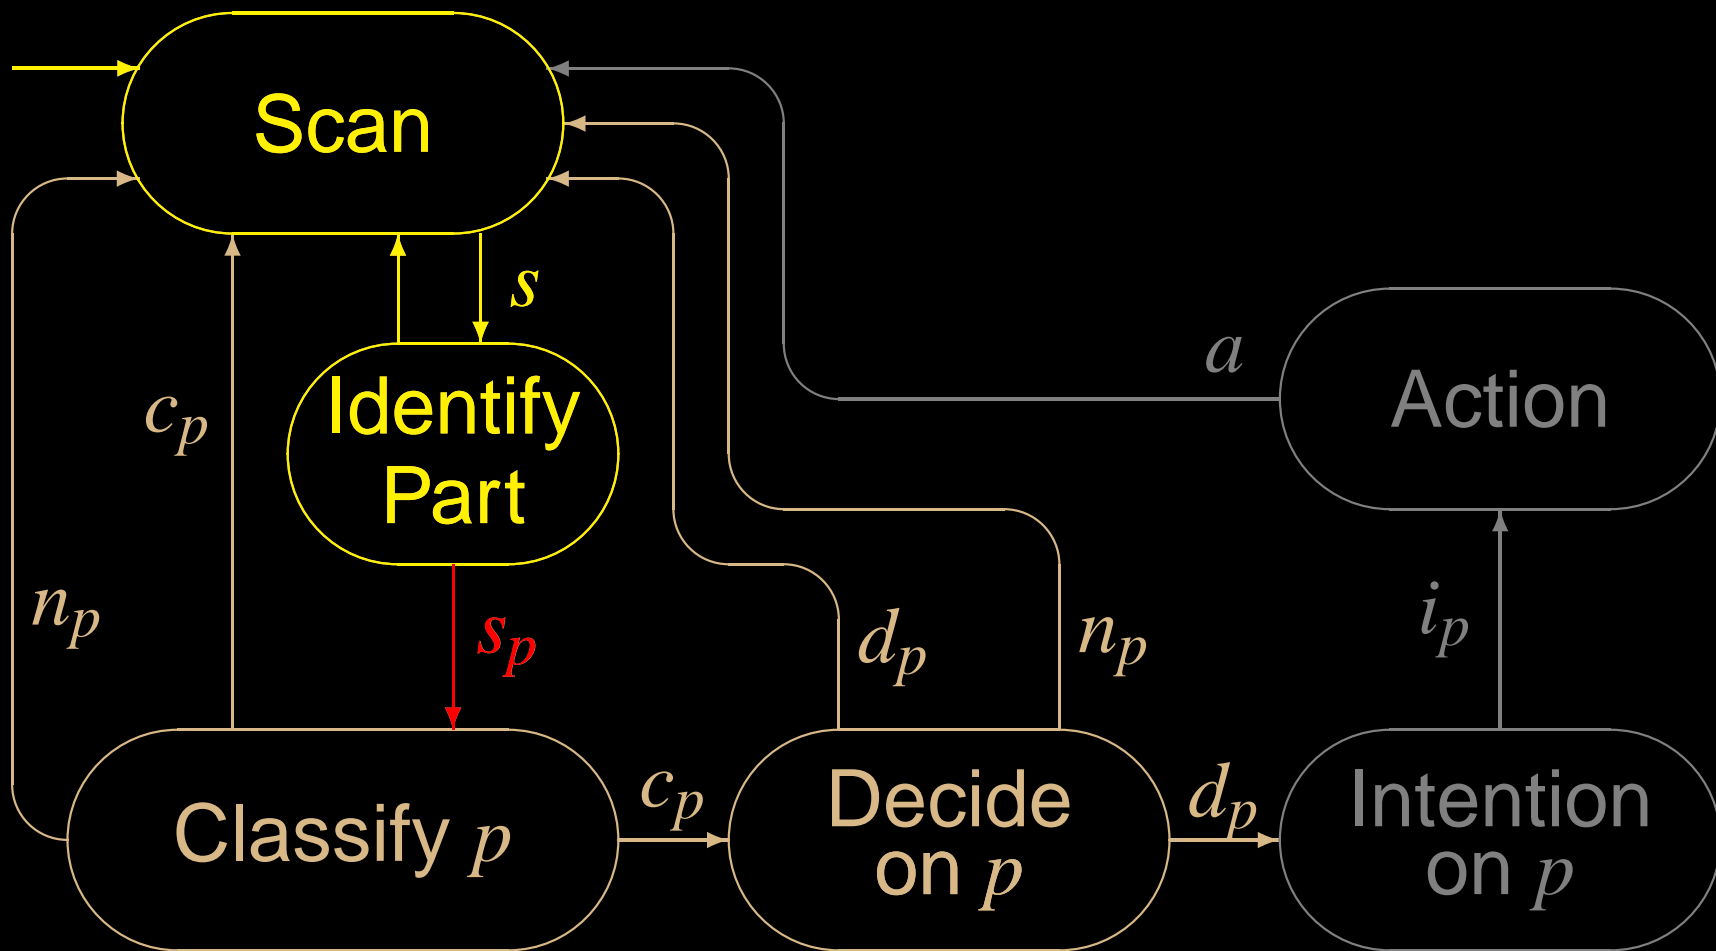 Scan
s
Identify
Part
a
Action
c_p
n_p
s_p
d_p
n_p
i_p
Classify p
c_p
Decide
on p
d_p
Intention
on p